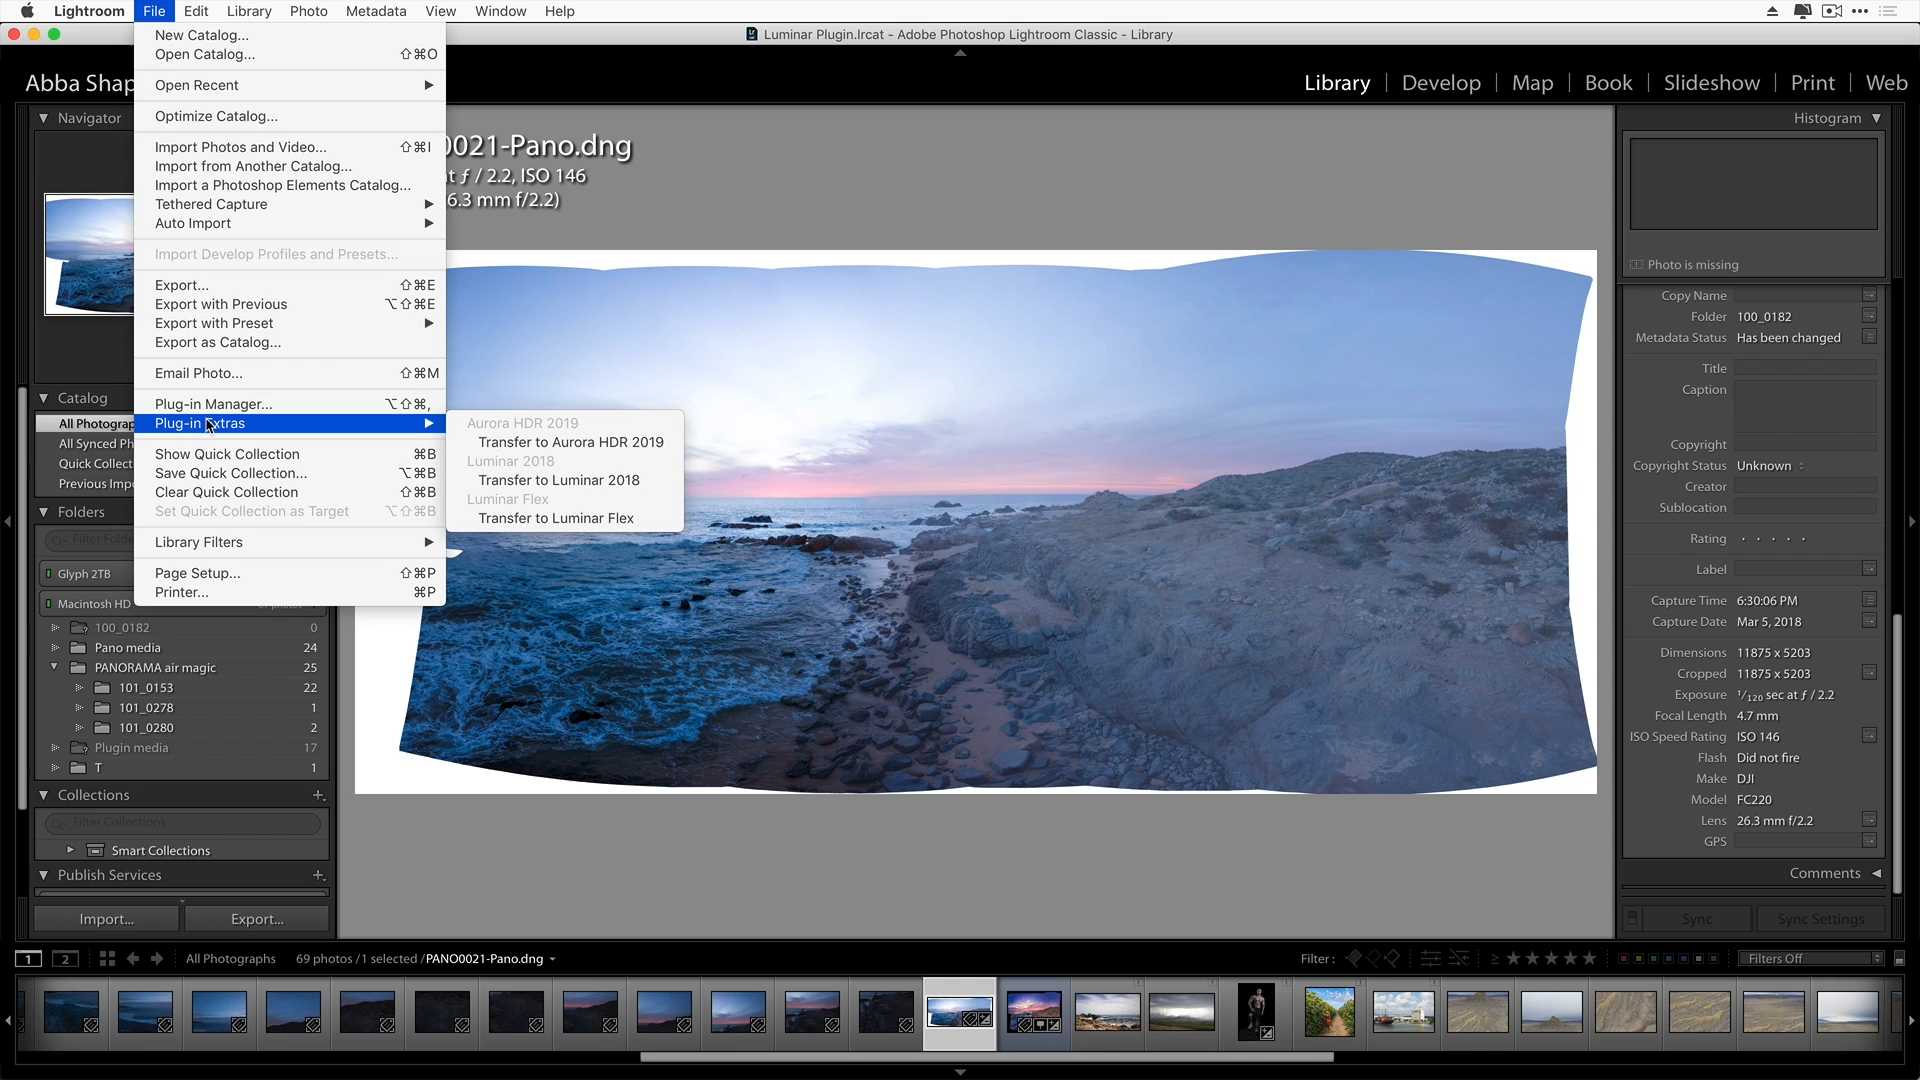 Lightroom File Edit Library Photo Metadata View Window Help
Luminar Plugin.lrcat - Adobe Photoshop Lightroom Classic - Library
Abba Shap
Library | Develop | Map | Book | Slideshow | Print | Web
New Catalog...
Open Catalog... ⇧⌘O
Open Recent
Optimize Catalog...
Import Photos and Video... ⇧⌘I
Import from Another Catalog...
Import a Photoshop Elements Catalog...
Tethered Capture
Auto Import
Import Develop Profiles and Presets...
Export... ⇧⌘E
Export with Previous ⌥⇧⌘E
Export with Preset
Export as Catalog...
Email Photo... ⇧⌘M
Plug-in Manager... ⌥⇧⌘,
Plug-in Extras
Show Quick Collection ⌘B
Save Quick Collection... ⌥⌘B
Clear Quick Collection ⇧⌘B
Set Quick Collection as Target ⌥⇧⌘B
Library Filters
Page Setup... ⇧⌘P
Printer... ⌘P
Aurora HDR 2019
Transfer to Aurora HDR 2019
Luminar 2018
Transfer to Luminar 2018
Luminar Flex
Transfer to Luminar Flex
0021-Pano.dng
at ƒ / 2.2, ISO 146
6.3 mm f/2.2)
Navigator
Catalog
All Photograp
All Synced Ph
Quick Collect
Previous Impo
Folders
Filter Folde
Glyph 2TB
Macintosh HD
100_0182 0
Pano media 24
PANORAMA air magic 25
101_0153 22
101_0278 1
101_0280 2
Plugin media 17
T 1
Collections +
Filter Collections
Smart Collections
Publish Services +
Import... Export...
Histogram
Photo is missing
Copy Name
Folder 100_0182
Metadata Status Has been changed
Title
Caption
Copyright
Copyright Status Unknown
Creator
Sublocation
Rating
Label
Capture Time 6:30:06 PM
Capture Date Mar 5, 2018
Dimensions 11875 x 5203
Cropped 11875 x 5203
Exposure 1/120 sec at ƒ / 2.2
Focal Length 4.7 mm
ISO Speed Rating ISO 146
Flash Did not fire
Make DJI
Model FC220
Lens 26.3 mm f/2.2
GPS
Comments
Sync Sync Settings
1 2 All Photographs 69 photos /1 selected /PANO0021-Pano.dng Filter : ≥ ★★★★★ Filters Off